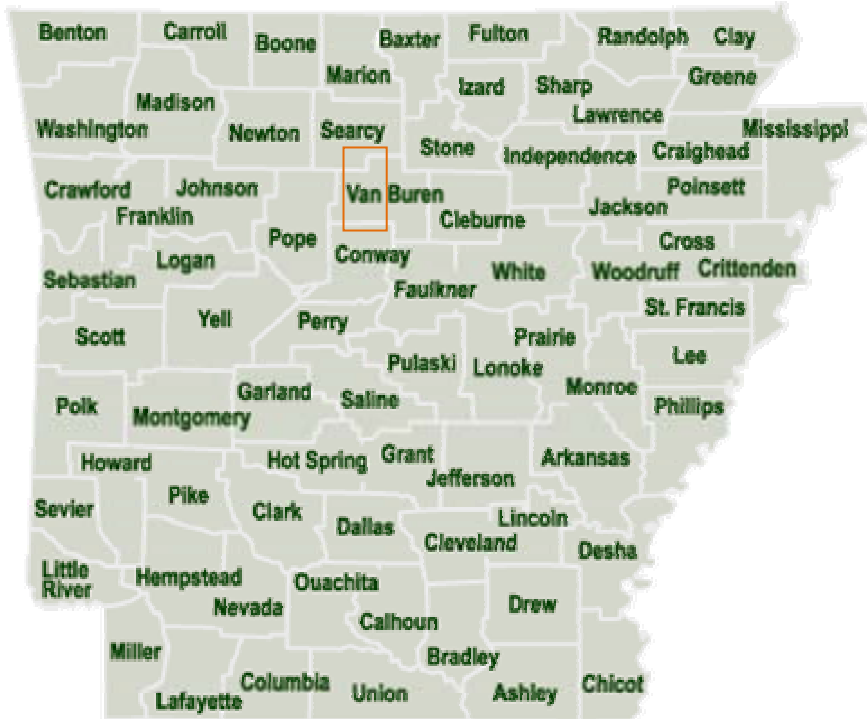 Benton
Carroll
Boone
Baxter
Fulton
Randolph
Clay
Marion
Izard
Sharp
Greene
Madison
Lawrence
Washington
Newton
Searcy
Stone
Independence
Craighead
Mississippi
Crawford
Johnson
Van Buren
Poinsett
Franklin
Cleburne
Jackson
Pope
Conway
Cross
Logan
Sebastian
Faulkner
White
Woodruff
Crittenden
Yell
Perry
St. Francis
Scott
Prairie
Pulaski
Lonoke
Lee
Polk
Garland
Saline
Monroe
Montgomery
Phillips
Howard
Hot Spring
Grant
Jefferson
Arkansas
Sevier
Pike
Clark
Dallas
Lincoln
Cleveland
Desha
Little
River
Hempstead
Ouachita
Nevada
Calhoun
Drew
Miller
Bradley
Lafayette
Columbia
Union
Ashley
Chicot